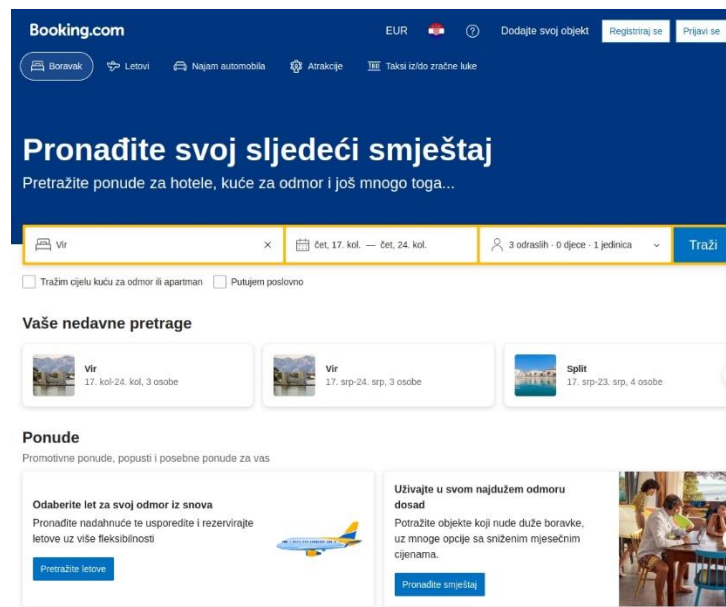 Booking.com
EUR
Dodajte svoj objekt
Registriraj se
Prijavi se
Boravak
Letovi
Najam automobila
Atrakcije
Taksi iz/do zračne luke
Pronađite svoj sljedeći smještaj
Pretražite ponude za hotele, kuće za odmor i još mnogo toga...
Vir
čet, 17. kol. — čet, 24. kol.
3 odraslih · 0 djece · 1 jedinica
Traži
Tražim cijelu kuću za odmor ili apartman
Putujem poslovno
Vaše nedavne pretrage
Vir
17. kol-24. kol, 3 osobe
Vir
17. srp-24. srp, 3 osobe
Split
17. srp-23. srp, 4 osobe
Ponude
Promotivne ponude, popusti i posebne ponude za vas
Odaberite let za svoj odmor iz snova
Pronađite nadahnuće te usporedite i rezervirajte
letove uz više fleksibilnosti
Pretražite letove
Uživajte u svom najdužem odmoru
dosad
Potražite objekte koji nude duže boravke,
uz mnoge opcije sa sniženim mjesečnim
cijenama.
Pronađite smještaj